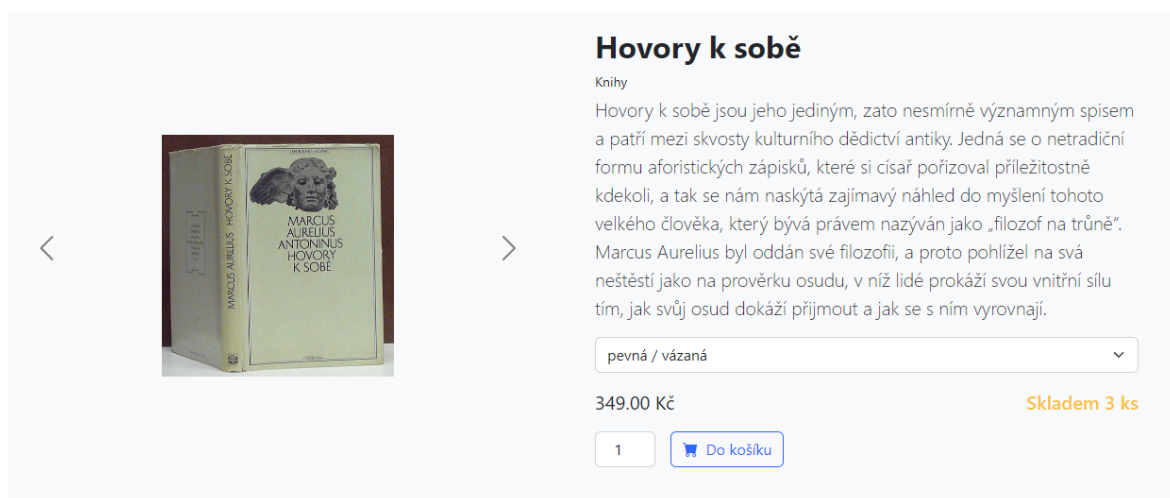 Hovory k sobě
Knihy
Hovory k sobě jsou jeho jediným, zato nesmírně významným spisem
a patří mezi skvosty kulturního dědictví antiky. Jedná se o netradiční
formu aforistických zápisků, které si císař pořizoval příležitostně
kdekoli, a tak se nám naskýtá zajímavý náhled do myšlení tohoto
velkého člověka, který bývá právem nazýván jako „filozof na trůně“.
Marcus Aurelius byl oddán své filozofii, a proto pohlížel na svá
neštěstí jako na prověrku osudu, v níž lidé prokáží svou vnitřní sílu
tím, jak svůj osud dokáží přijmout a jak se s ním vyrovnají.
pevná / vázaná
349.00 Kč
Skladem 3 ks
1
Do košíku
MARCUS AURELIUS HOVORY K SOBĚ
MARCUS
AURELIUS
ANTONINUS
HOVORY
K SOBĚ